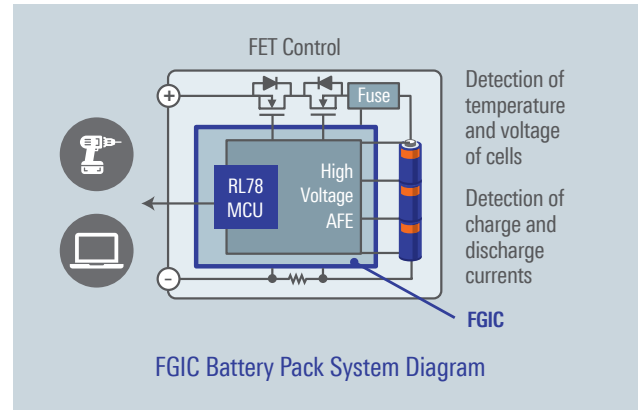 FET Control
+
Fuse
Detection of
temperature
and voltage
of cells
RL78
MCU
High
Voltage
AFE
Detection of
charge and
discharge
currents
−
FGIC
FGIC Battery Pack System Diagram